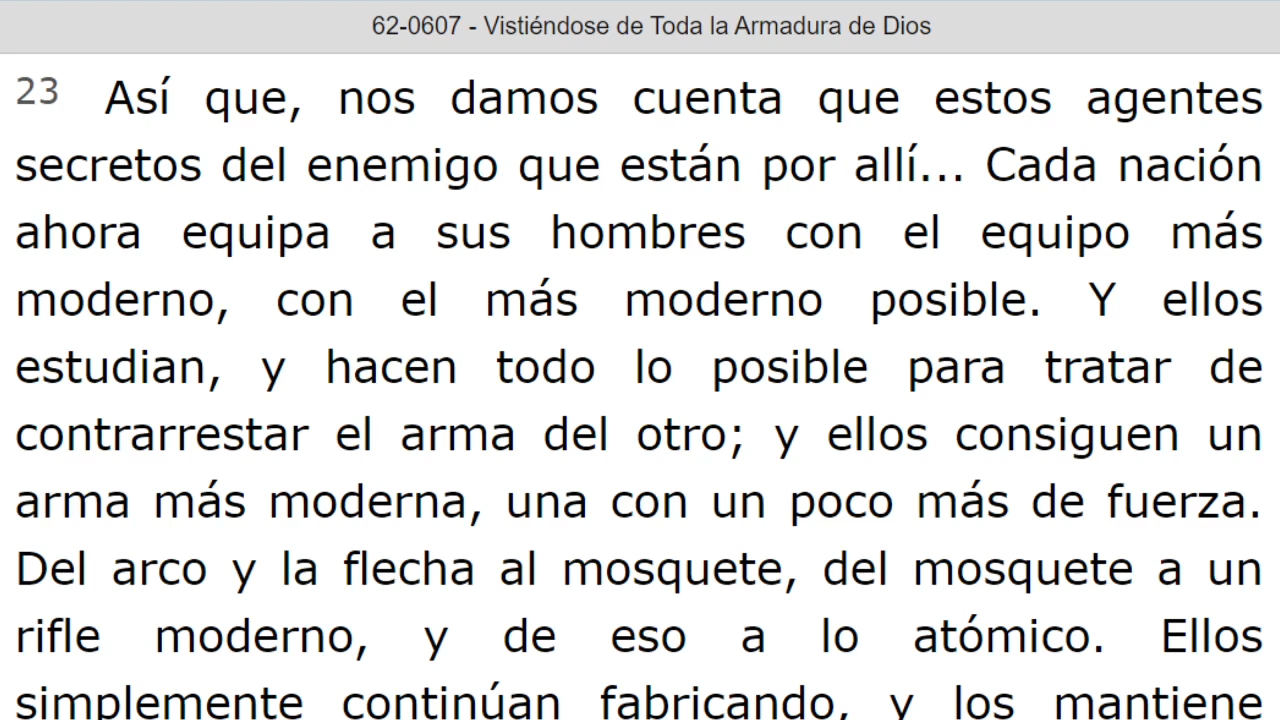 62-0607 - Vistiéndose de Toda la Armadura de Dios
23 Así que, nos damos cuenta que estos agentes
secretos del enemigo que están por allí... Cada nación
ahora equipa a sus hombres con el equipo más
moderno, con el más moderno posible. Y ellos
estudian, y hacen todo lo posible para tratar de
contrarrestar el arma del otro; y ellos consiguen un
arma más moderna, una con un poco más de fuerza.
Del arco y la flecha al mosquete, del mosquete a un
rifle moderno, y de eso a lo atómico. Ellos
simplemente continúan fabricando, y los mantiene